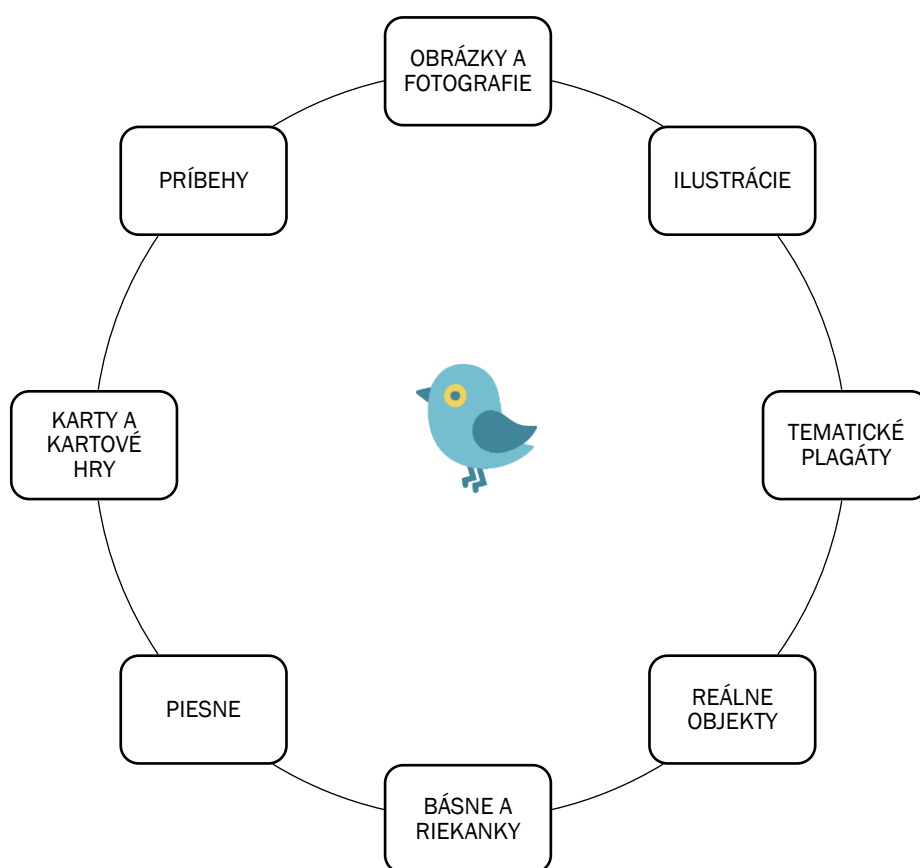 OBRÁZKY A
FOTOGRAFIE
ILUSTRÁCIE
TEMATICKÉ
PLAGÁTY
REÁLNE
OBJEKTY
BÁSNE A
RIEKANKY
PIESNE
KARTY A
KARTOVÉ
HRY
PRÍBEHY